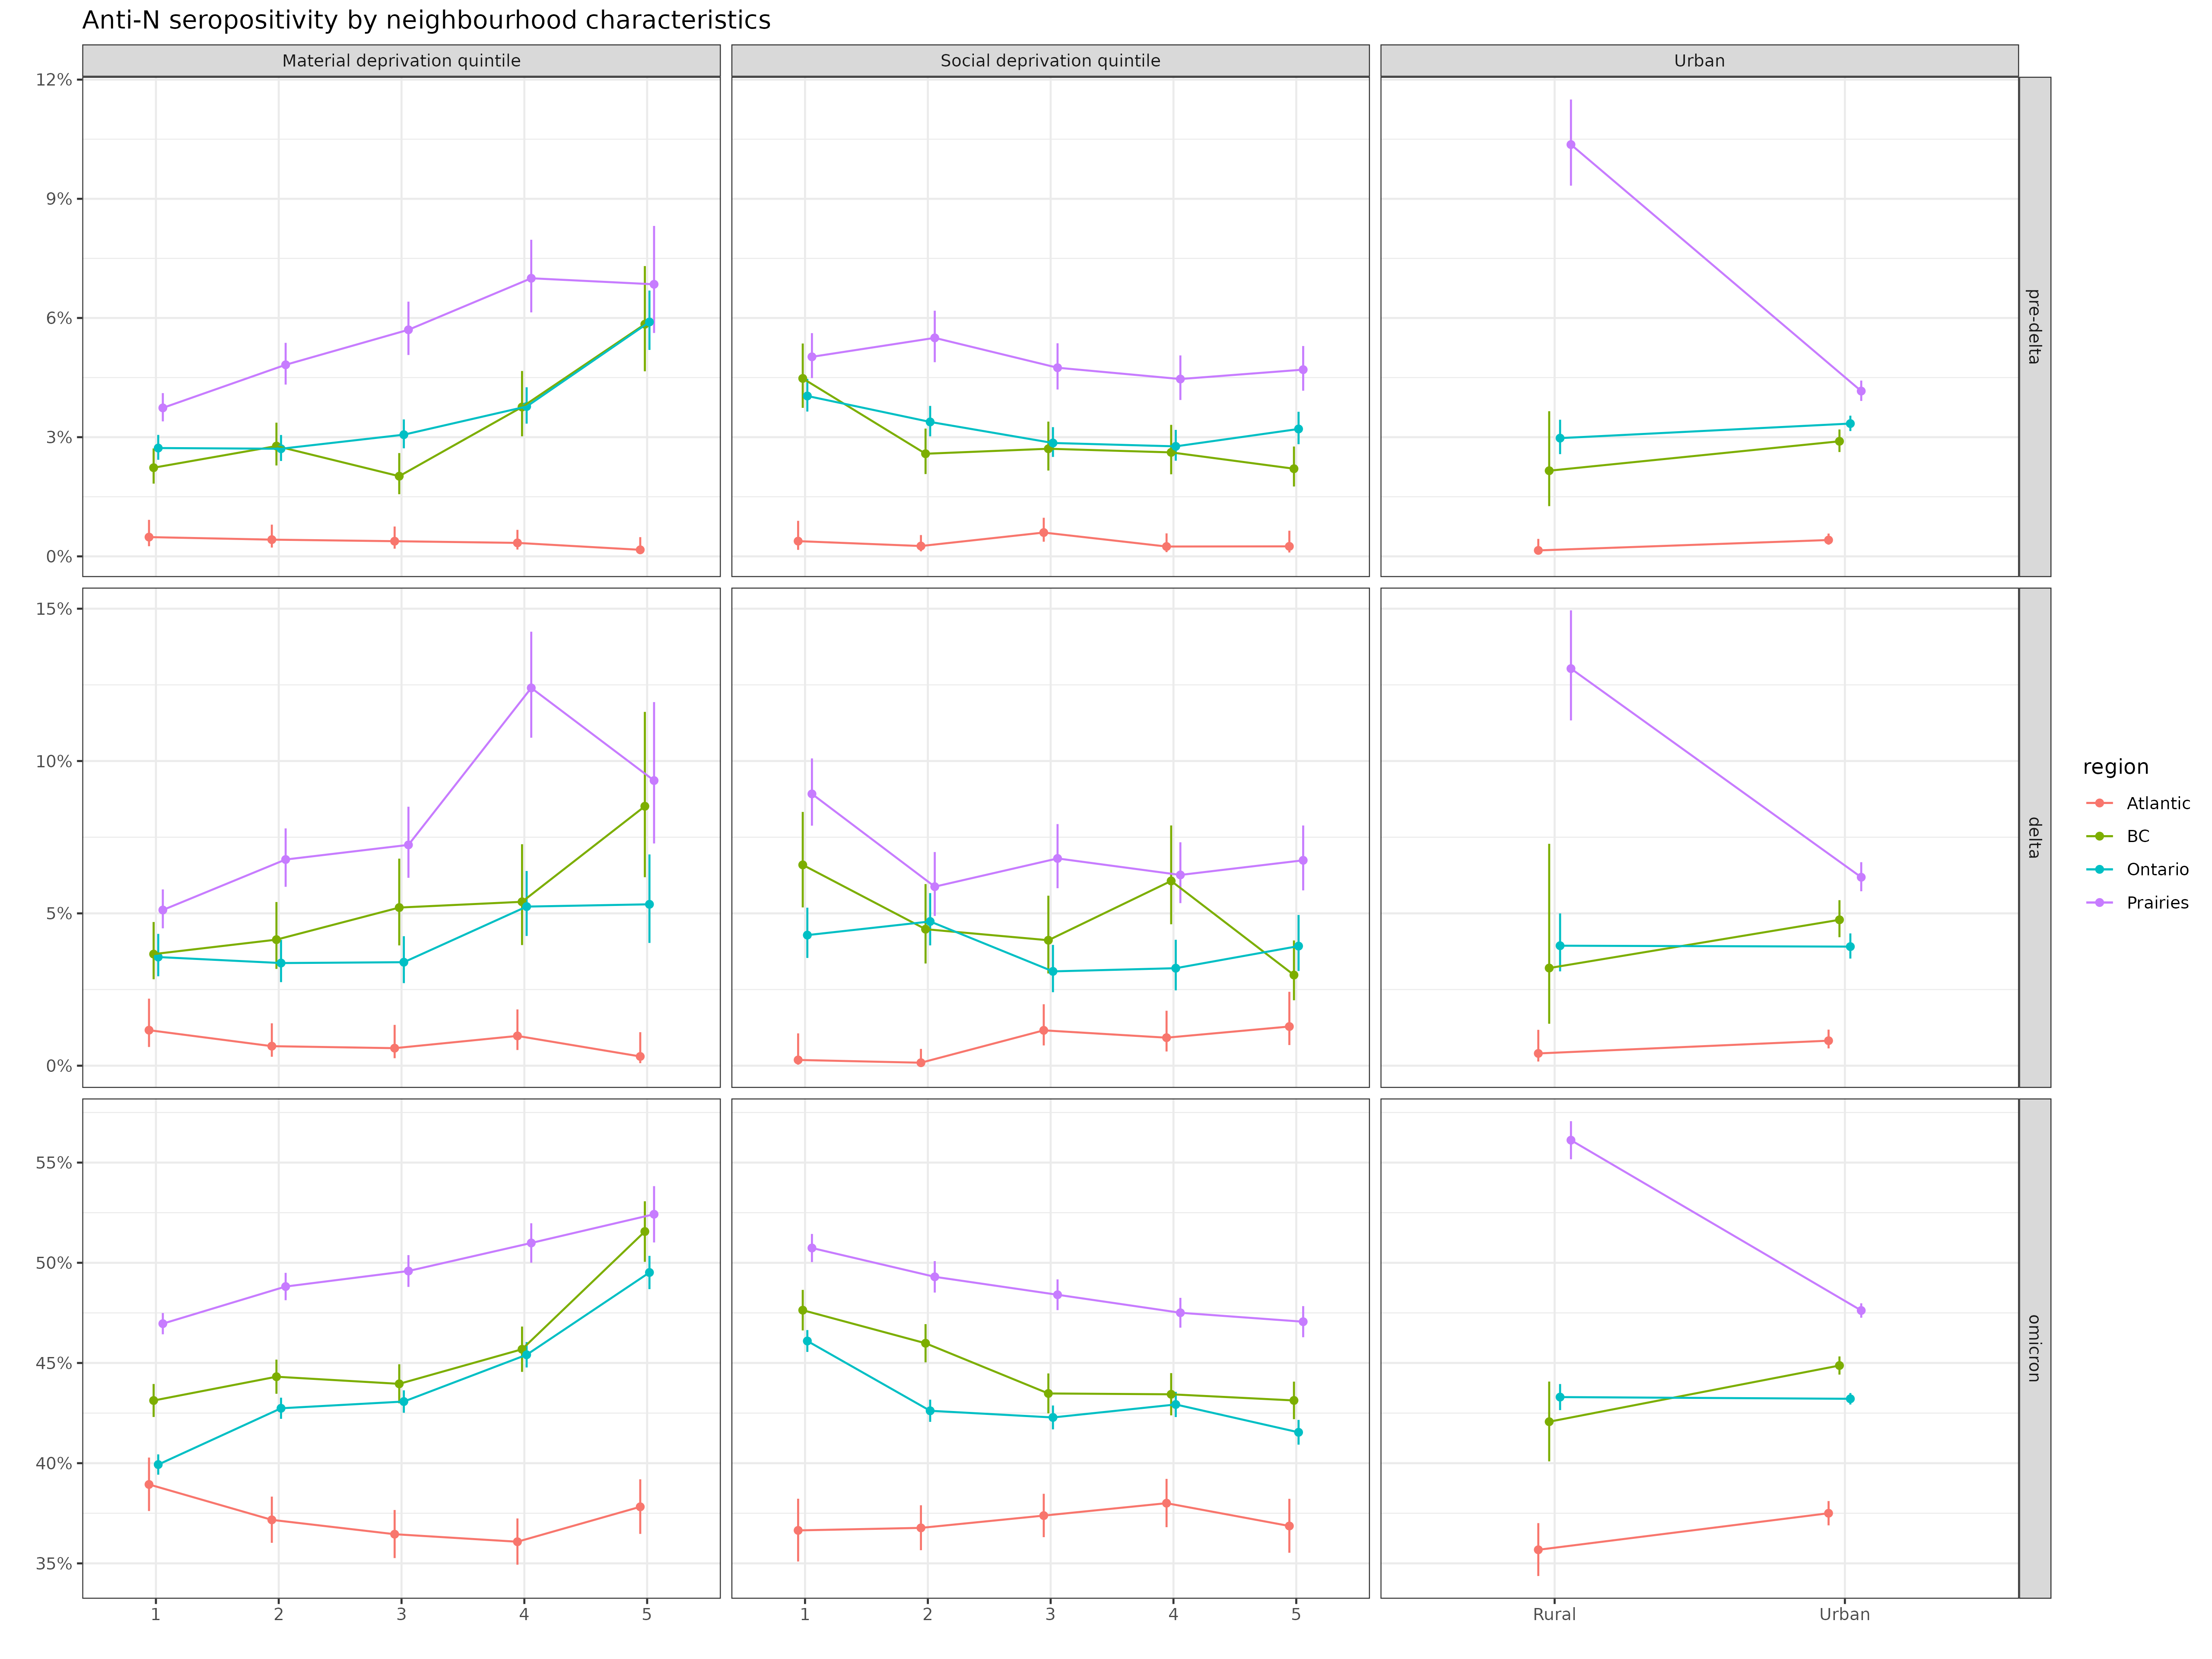 Anti-N seropositivity by neighbourhood characteristics
Material deprivation quintile
Social deprivation quintile
Urban
12%
9%
6%
3%
0%
pre-delta
15%
10%
5%
0%
delta
55%
50%
45%
40%
35%
omicron
1 2 3 4 5
1 2 3 4 5
Rural Urban
region
Atlantic
BC
Ontario
Prairies